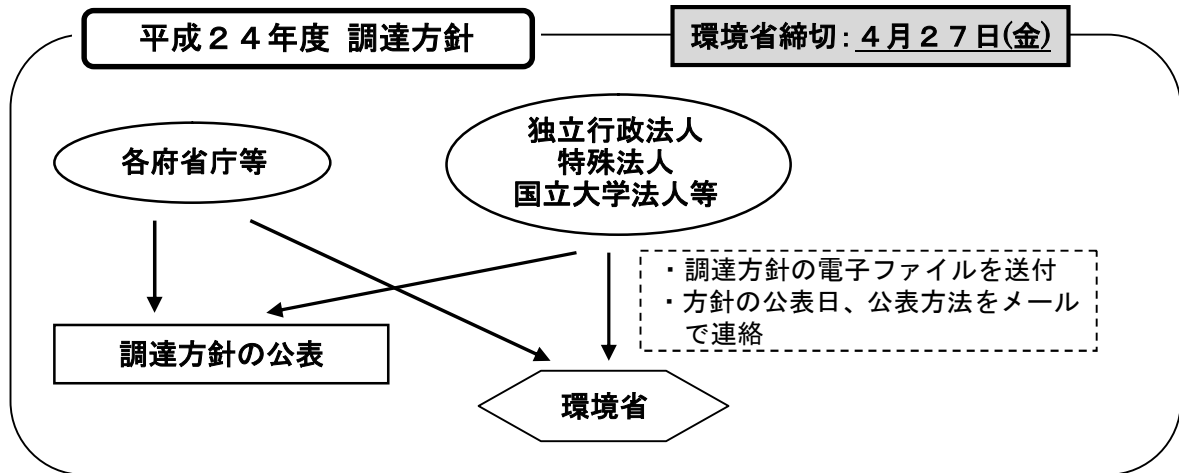 平成２４年度 調達方針
環境省締切：４月２７日(金)
各府省庁等
独立行政法人
特殊法人
国立大学法人等
・調達方針の電子ファイルを送付
・方針の公表日、公表方法をメール
で連絡
調達方針の公表
環境省